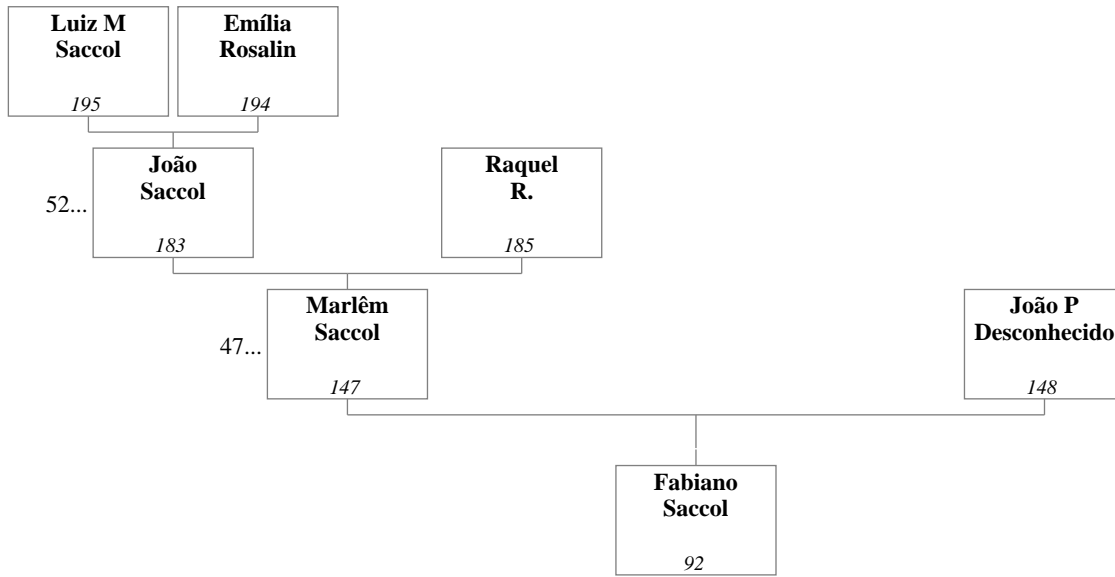 Luiz M
Saccol
195
Emília
Rosalin
194
52...
João
Saccol
183
Raquel
R.
185
47...
Marlêm
Saccol
147
João P
Desconhecido
148
Fabiano
Saccol
92